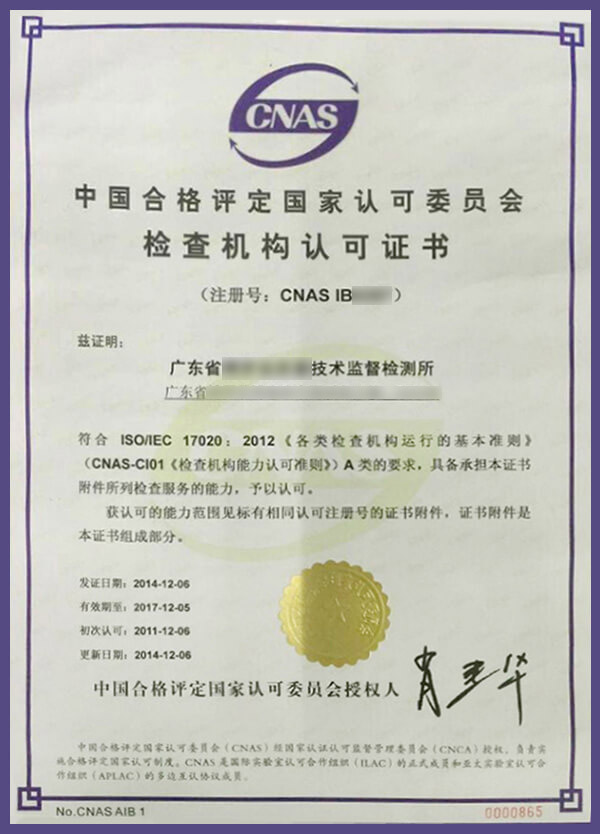 CNAS
中国合格评定国家认可委员会
检查机构认可证书
（注册号：CNAS IB）
兹证明：
广东省技术监督检测所
广东省
符合 ISO/IEC 17020：2012《各类检查机构运行的基本准则》
（CNAS-CI01《检查机构能力认可准则》）A 类的要求，具备承担本证书
附件所列检查服务的能力，予以认可。
获认可的能力范围见标有相同认可注册号的证书附件，证书附件是
本证书组成部分。
发证日期：2014-12-06
有效期至：2017-12-05
初次认可：2011-12-06
更新日期：2014-12-06
中国合格评定国家认可委员会授权人
中国合格评定国家认可委员会（CNAS）经国家认证认可监督管理委员会（CNCA）授权，负责实
施合格评定国家认可制度。CNAS 是国际实验室认可合作组织（ILAC）的正式成员和亚太实验室认可合
作组织（APLAC）的多边互认协议成员。
No.CNAS AIB 1
0000865